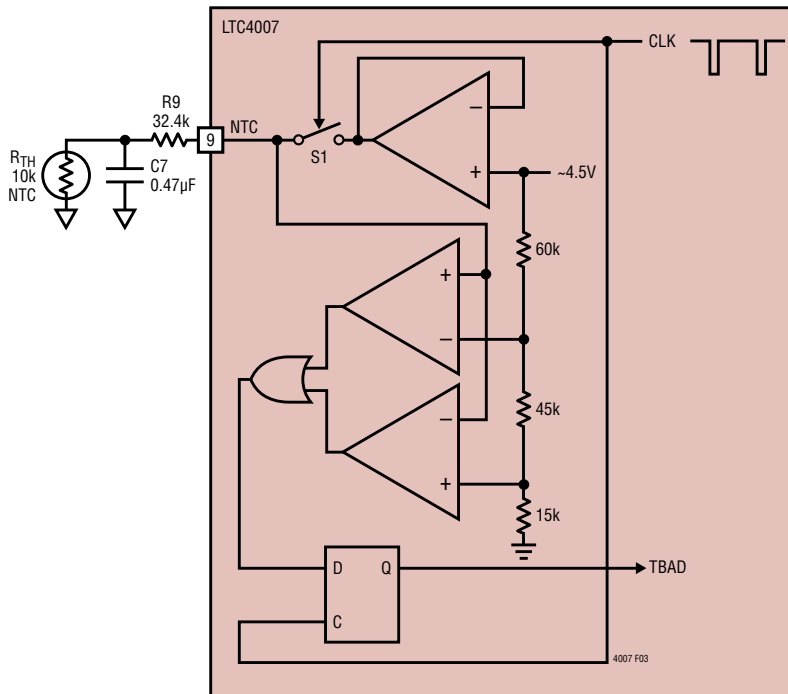 LTC4007
CLK
R9
32.4k
9
NTC
S1
RTH
10k
NTC
C7
0.47µF
–
+
~4.5V
60k
+
–
45k
–
+
15k
D
Q
C
TBAD
4007 F03